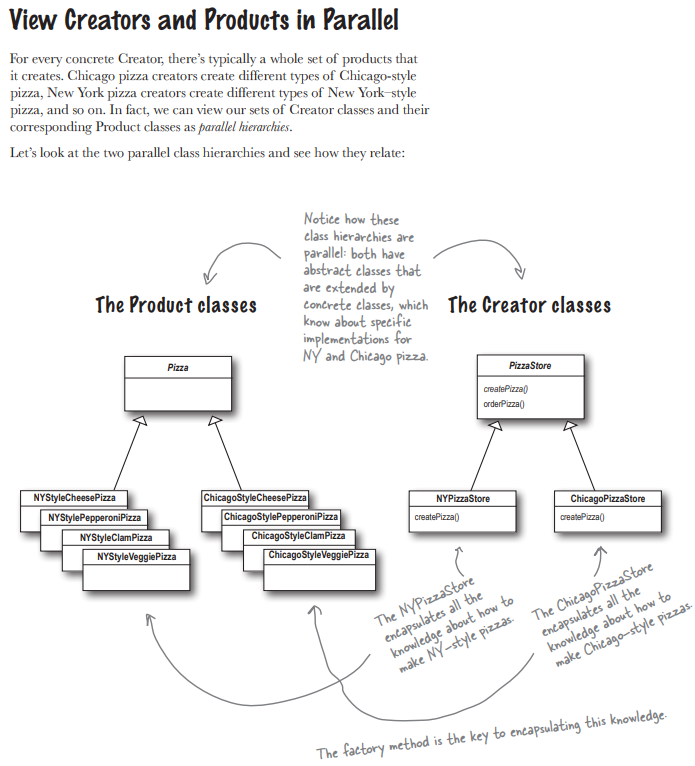 View Creators and Products in Parallel
For every concrete Creator, there's typically a whole set of products that
it creates. Chicago pizza creators create different types of Chicago-style
pizza, New York pizza creators create different types of New York–style
pizza, and so on. In fact, we can view our sets of Creator classes and their
corresponding Product classes as parallel hierarchies.
Let's look at the two parallel class hierarchies and see how they relate:
Notice how these
class hierarchies are
parallel: both have
abstract classes that
are extended by
concrete classes, which
know about specific
implementations for
NY and Chicago pizza.
The Product classes
The Creator classes
Pizza
PizzaStore
createPizza()
orderPizza()
NYStyleCheesePizza
NYStylePepperoniPizza
NYStyleClamPizza
NYStyleVeggiePizza
ChicagoStyleCheesePizza
ChicagoStylePepperoniPizza
ChicagoStyleClamPizza
ChicagoStyleVeggiePizza
NYPizzaStore
createPizza()
ChicagoPizzaStore
createPizza()
The NYPizzaStore
encapsulates all the
knowledge about how to
make NY-style pizzas.
The ChicagoPizzaStore
encapsulates all the
knowledge about how to
make Chicago-style pizzas.
The factory method is the key to encapsulating this knowledge.